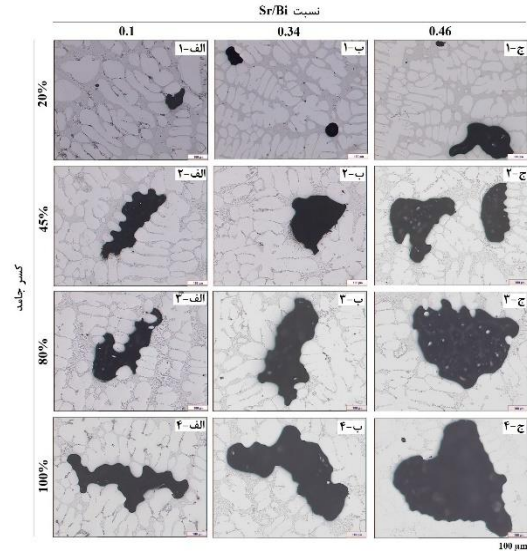 نسبت Sr/Bi
0.1
0.34
0.46
کسر جامد
20%
الف-۱
ب-۱
ج-۱
45%
الف-۲
ب-۲
ج-۲
80%
الف-۳
ب-۳
ج-۳
100%
الف-۴
ب-۴
ج-۴
100 μm